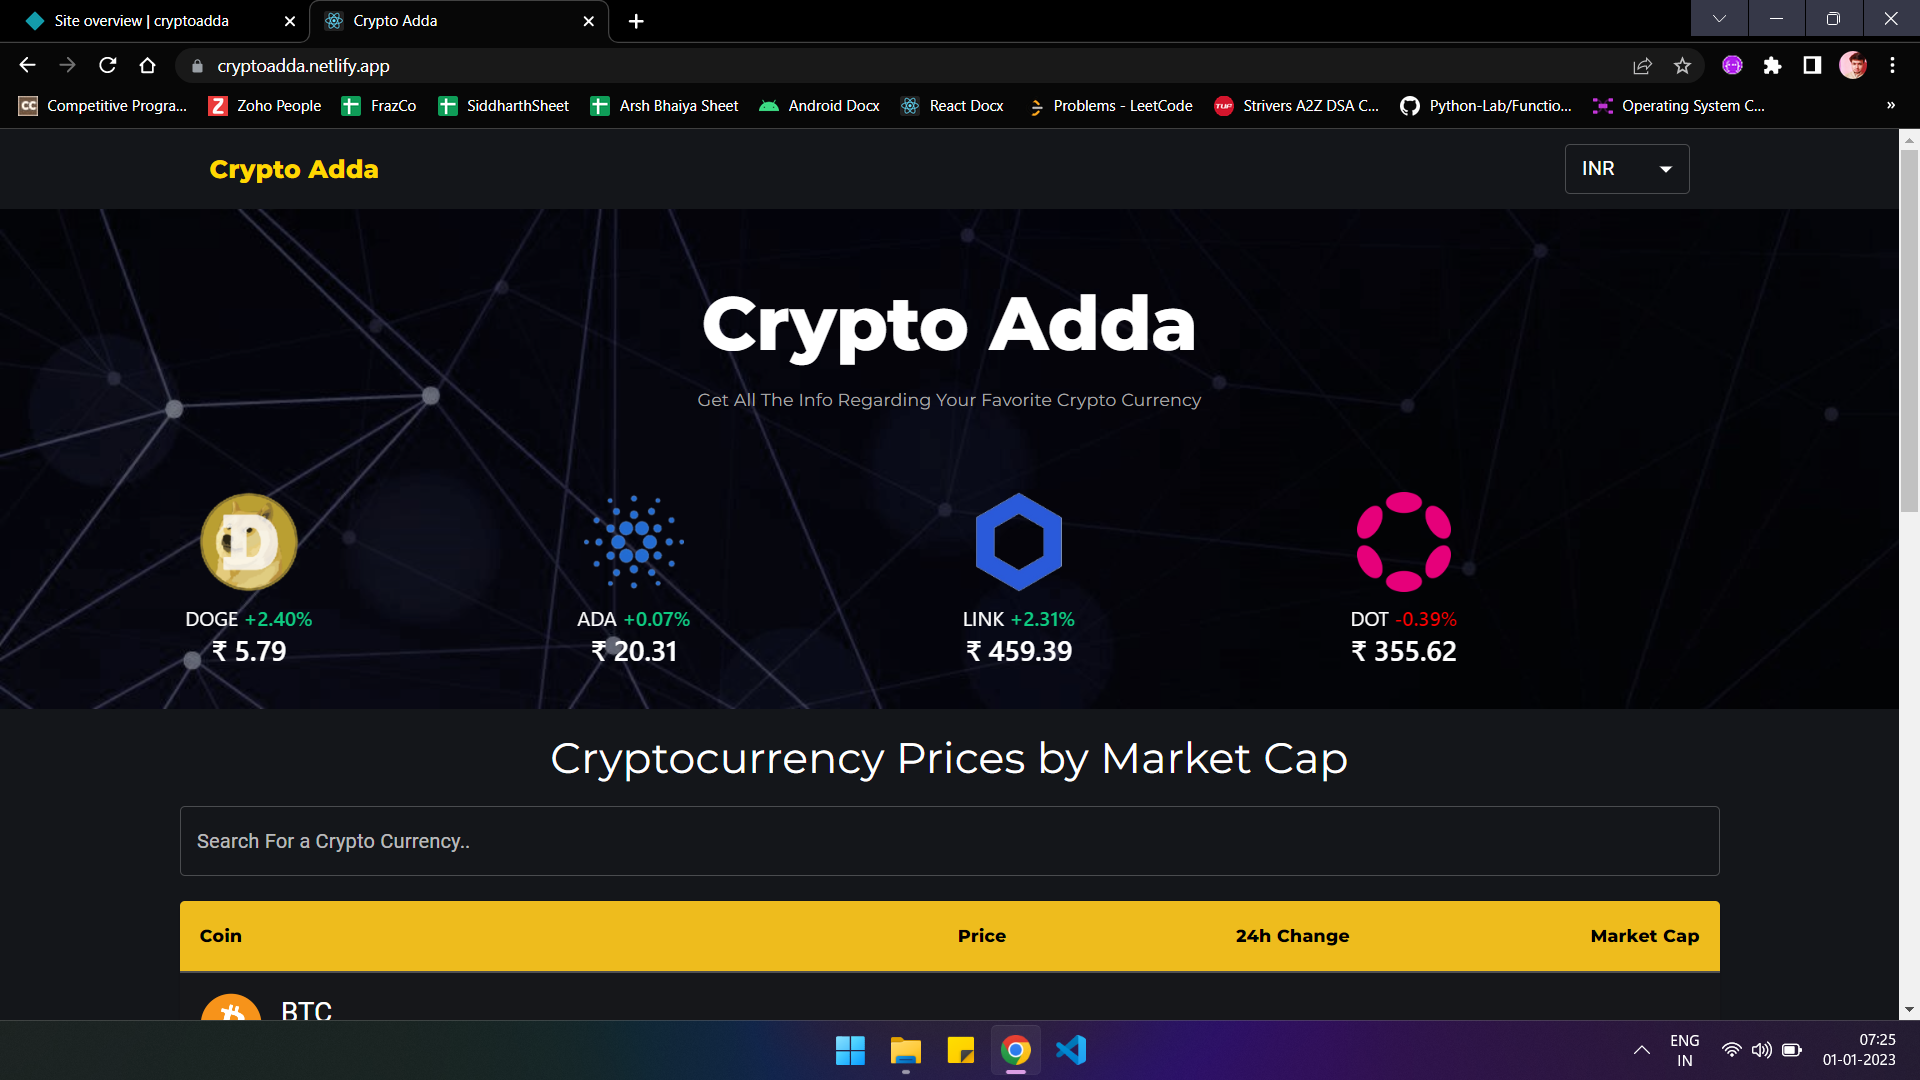 Site overview | cryptoadda
Crypto Adda
cryptoadda.netlify.app
CC Competitive Progra...
Z Zoho People
FrazCo
SiddharthSheet
Arsh Bhaiya Sheet
Android Docx
React Docx
Problems - LeetCode
TUF Strivers A2Z DSA C...
Python-Lab/Functio...
Operating System C...
»
Crypto Adda
INR
Crypto Adda
Get All The Info Regarding Your Favorite Crypto Currency
D
DOGE +2.40%
₹ 5.79
ADA +0.07%
₹ 20.31
LINK +2.31%
₹ 459.39
DOT -0.39%
₹ 355.62
Cryptocurrency Prices by Market Cap
Search For a Crypto Currency..
Coin Price 24h Change Market Cap
BTC
ENG
IN
07:25
01-01-2023